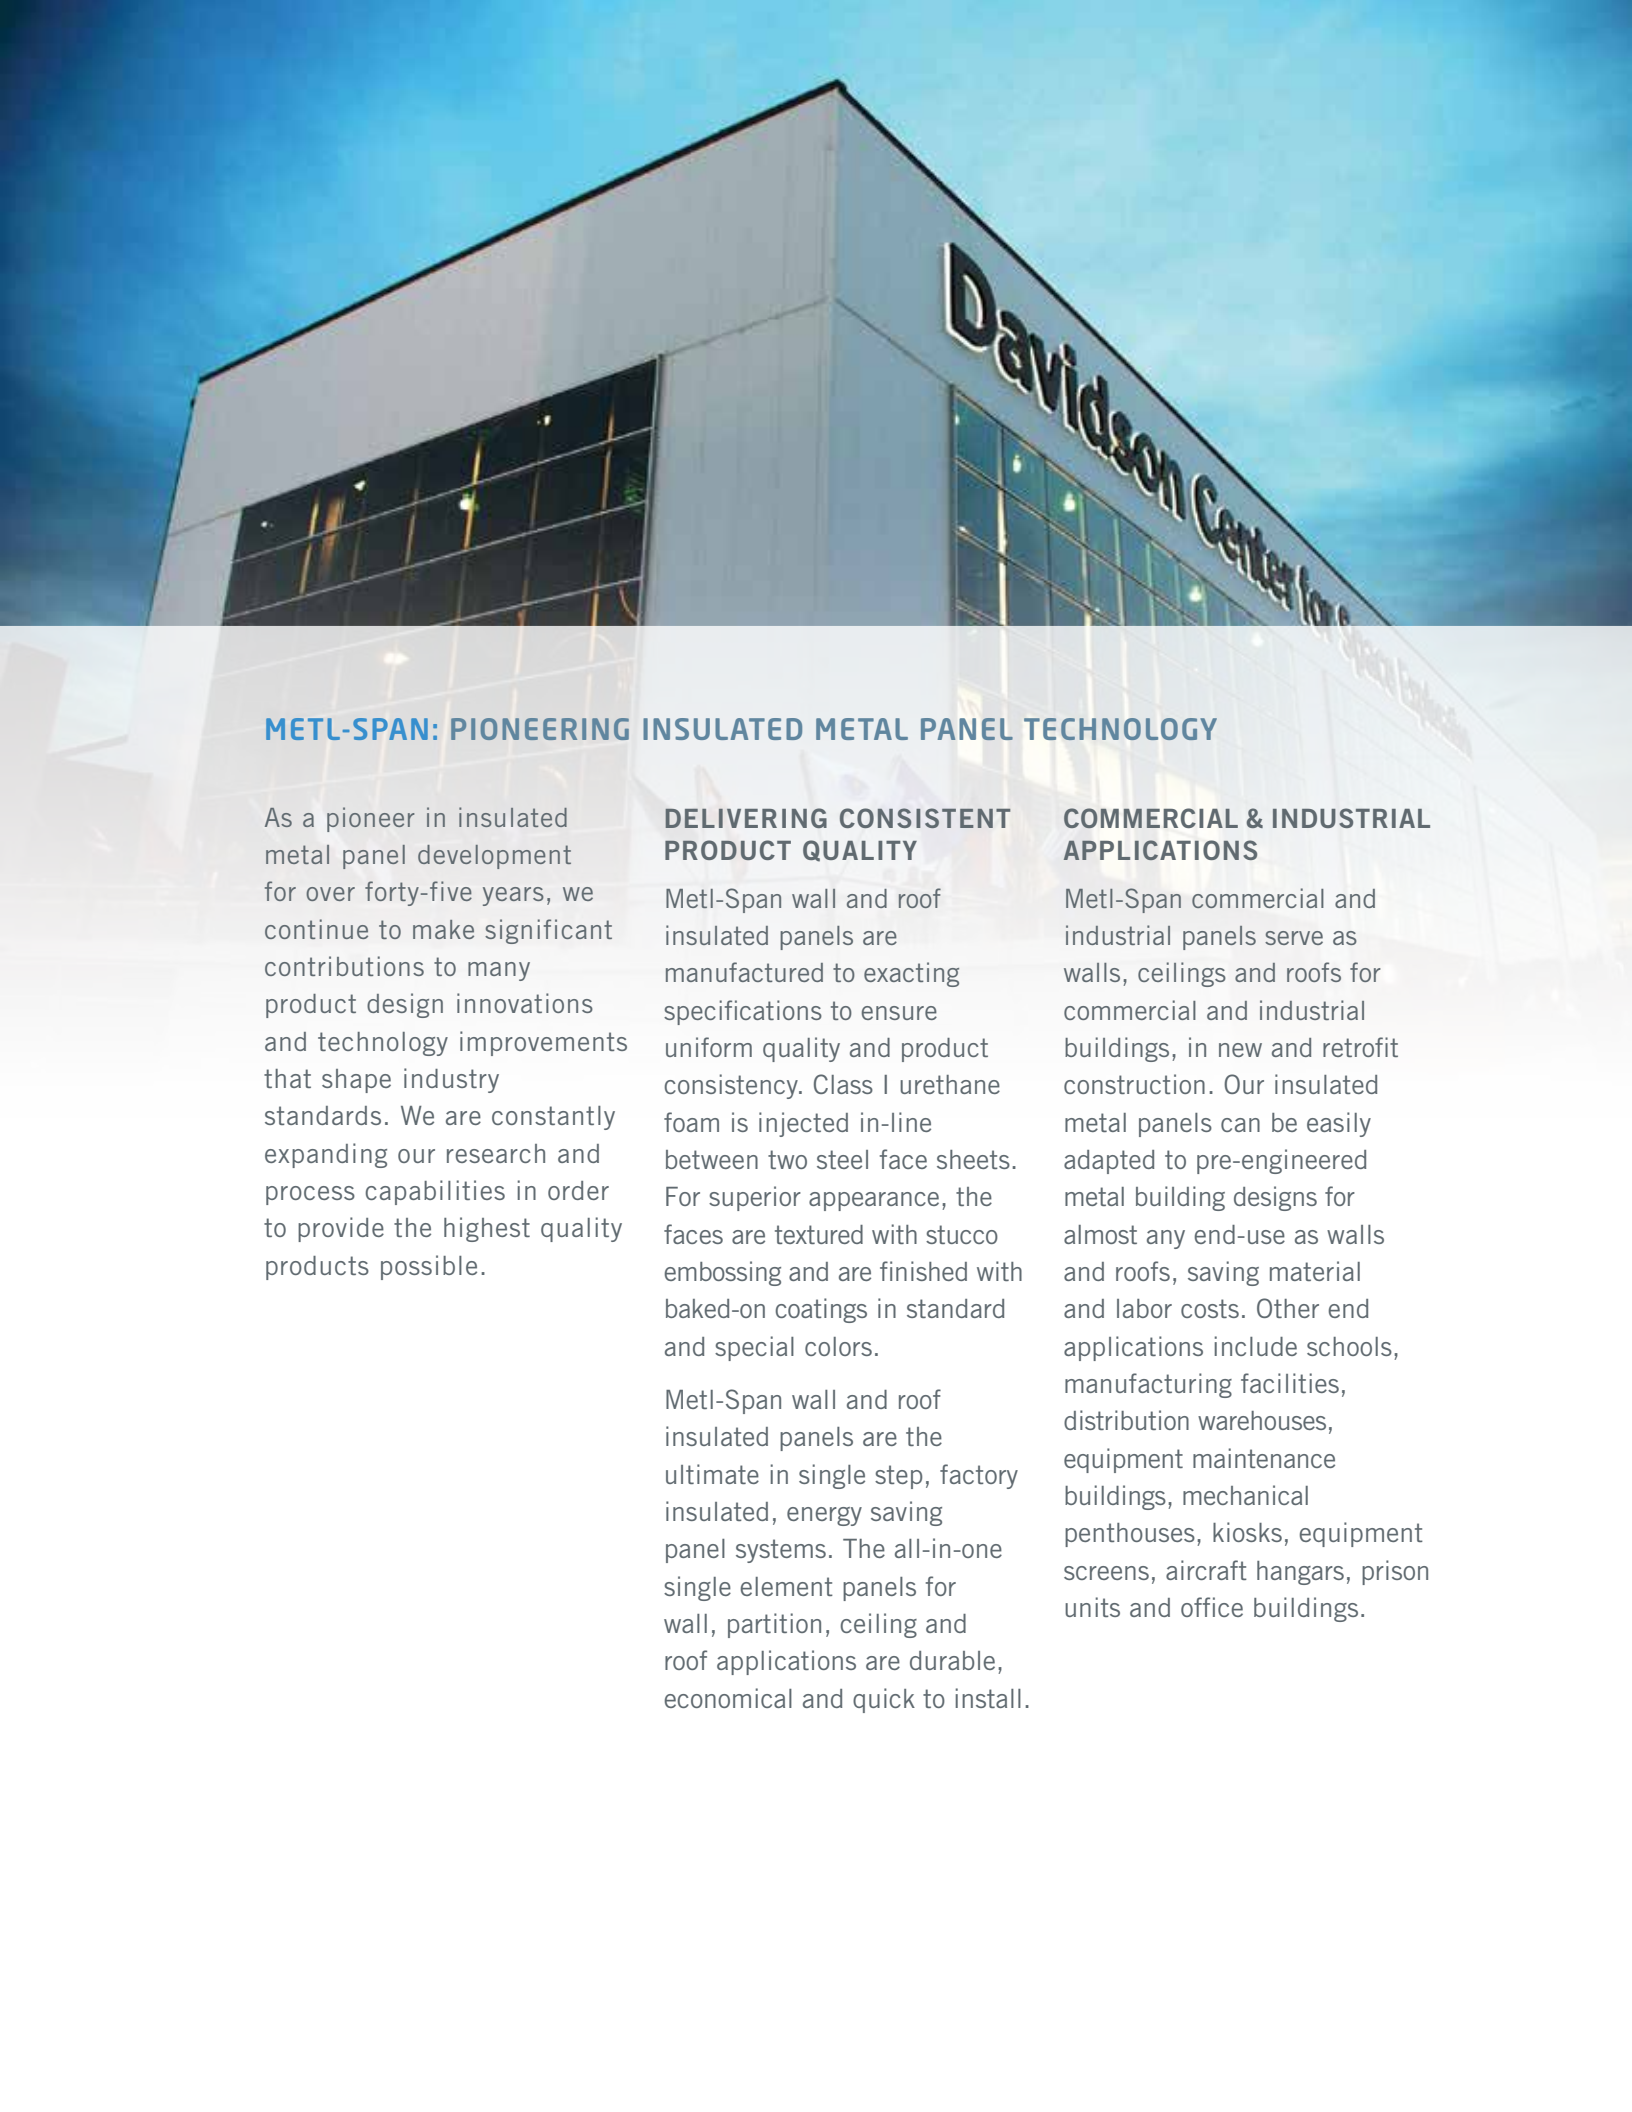 Davidson Center for Space Exploration
METL-SPAN: PIONEERING INSULATED METAL PANEL TECHNOLOGY
As a pioneer in insulated
metal panel development
for over forty-five years, we
continue to make significant
contributions to many
product design innovations
and technology improvements
that shape industry
standards. We are constantly
expanding our research and
process capabilities in order
to provide the highest quality
products possible.
DELIVERING CONSISTENT
PRODUCT QUALITY
Metl-Span wall and roof
insulated panels are
manufactured to exacting
specifications to ensure
uniform quality and product
consistency. Class I urethane
foam is injected in-line
between two steel face sheets.
For superior appearance, the
faces are textured with stucco
embossing and are finished with
baked-on coatings in standard
and special colors.
Metl-Span wall and roof
insulated panels are the
ultimate in single step, factory
insulated, energy saving
panel systems. The all-in-one
single element panels for
wall, partition, ceiling and
roof applications are durable,
economical and quick to install.
COMMERCIAL & INDUSTRIAL
APPLICATIONS
Metl-Span commercial and
industrial panels serve as
walls, ceilings and roofs for
commercial and industrial
buildings, in new and retrofit
construction. Our insulated
metal panels can be easily
adapted to pre-engineered
metal building designs for
almost any end-use as walls
and roofs, saving material
and labor costs. Other end
applications include schools,
manufacturing facilities,
distribution warehouses,
equipment maintenance
buildings, mechanical
penthouses, kiosks, equipment
screens, aircraft hangars, prison
units and office buildings.